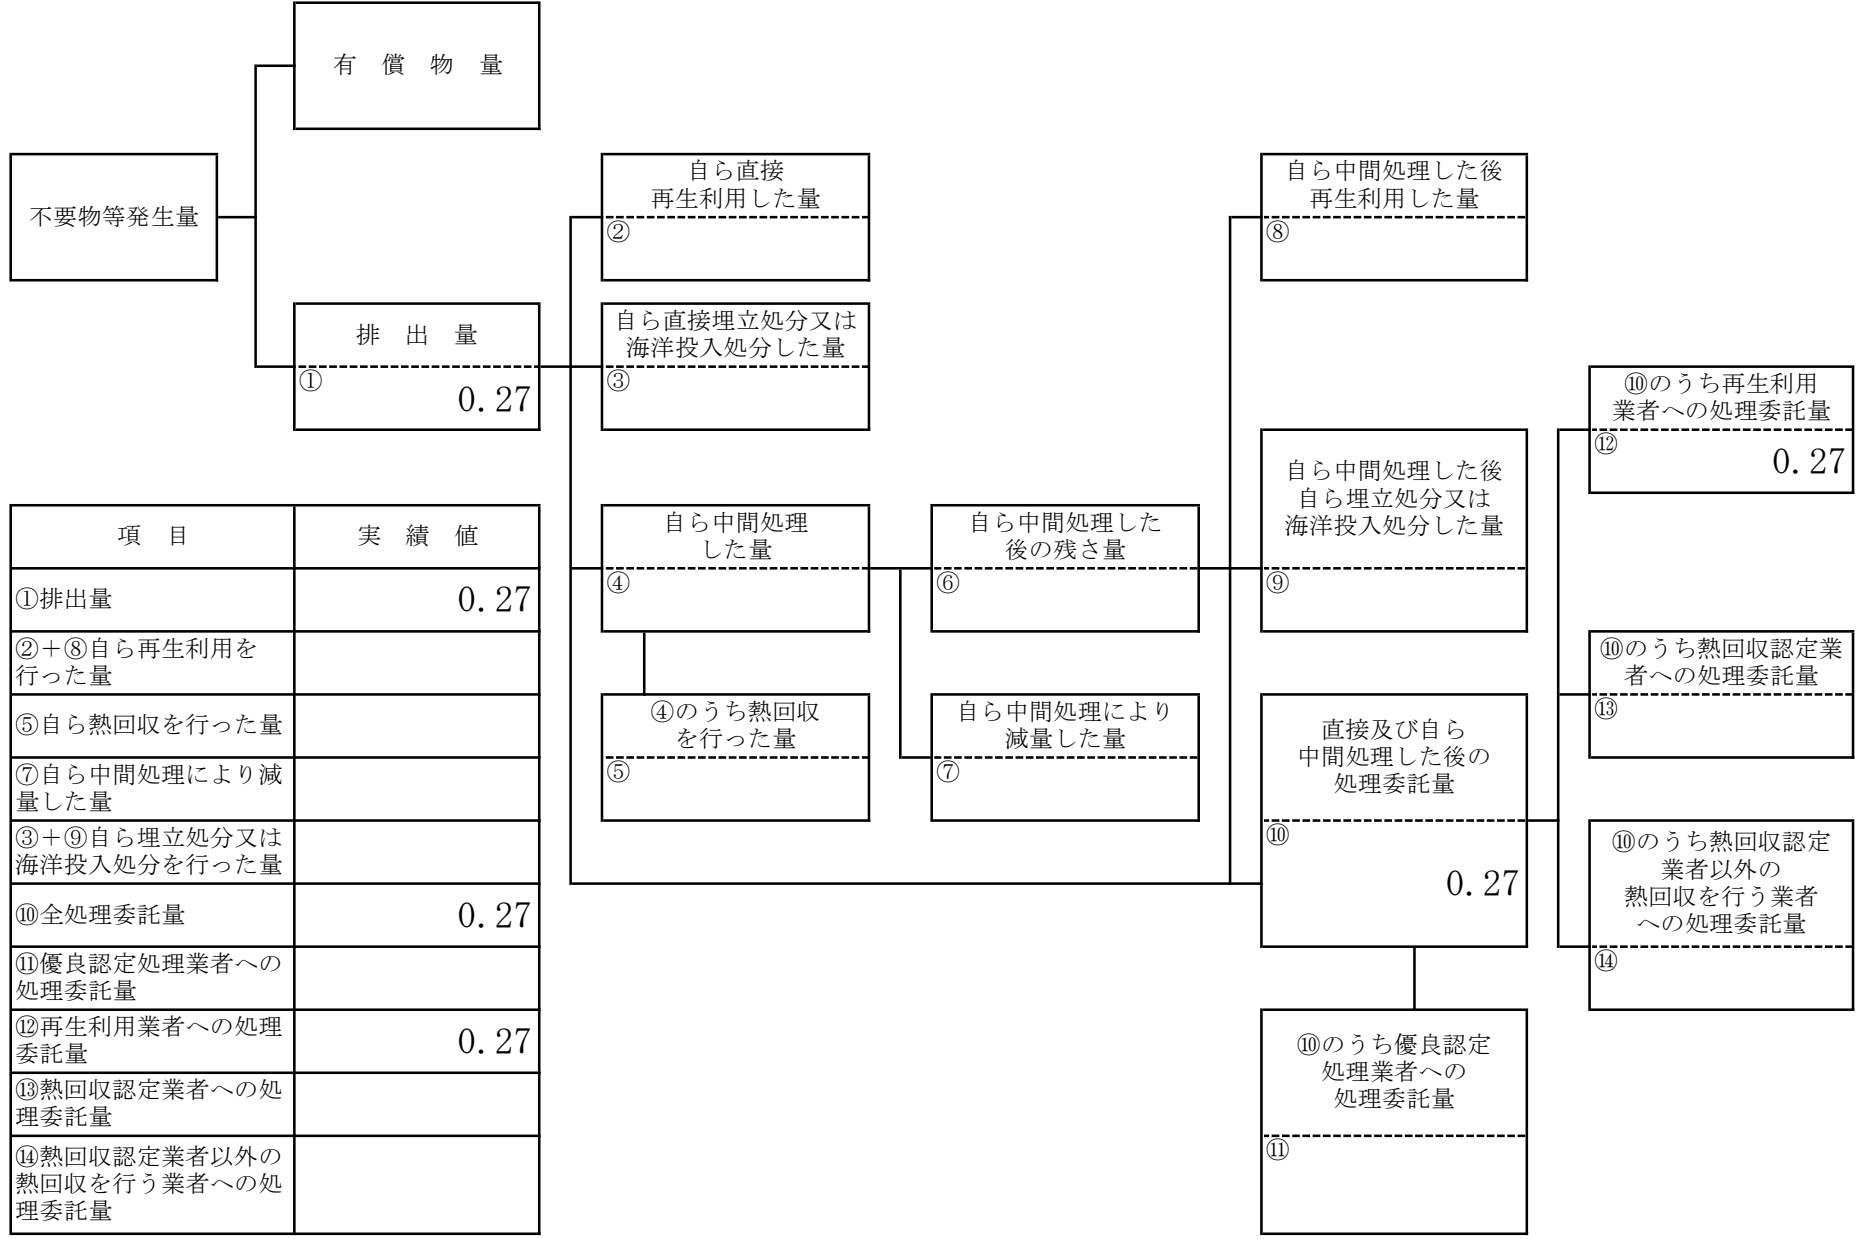 有　償　物　量
不要物等発生量
排　出　量
①
0.27
自ら直接
再生利用した量
②
自ら直接埋立処分又は
海洋投入処分した量
③
自ら中間処理
した量
④
④のうち熱回収
を行った量
⑤
自ら中間処理した
後の残さ量
⑥
自ら中間処理により
減量した量
⑦
自ら中間処理した後
再生利用した量
⑧
自ら中間処理した後
自ら埋立処分又は
海洋投入処分した量
⑨
直接及び自ら
中間処理した後の
処理委託量
⑩
0.27
⑩のうち優良認定
処理業者への
処理委託量
⑪
⑩のうち再生利用
業者への処理委託量
⑫
0.27
⑩のうち熱回収認定業
者への処理委託量
⑬
⑩のうち熱回収認定
業者以外の
熱回収を行う業者
への処理委託量
⑭
項　目
実　績　値
①排出量
0.27
②＋⑧自ら再生利用を
行った量
⑤自ら熱回収を行った量
⑦自ら中間処理により減
量した量
③＋⑨自ら埋立処分又は
海洋投入処分を行った量
⑩全処理委託量
0.27
⑪優良認定処理業者への
処理委託量
⑫再生利用業者への処理
委託量
0.27
⑬熱回収認定業者への処
理委託量
⑭熱回収認定業者以外の
熱回収を行う業者への処
理委託量